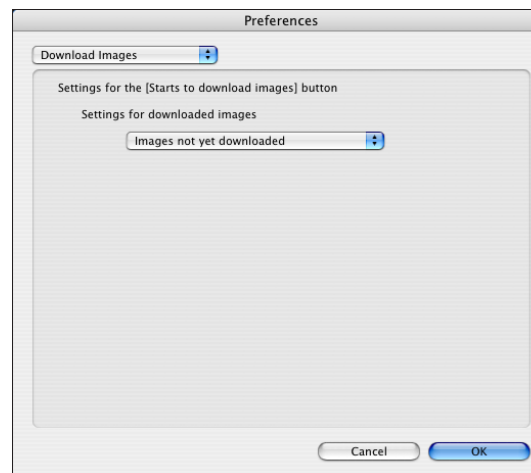 Preferences
Download Images
Settings for the [Starts to download images] button
Settings for downloaded images
Images not yet downloaded
Cancel
OK